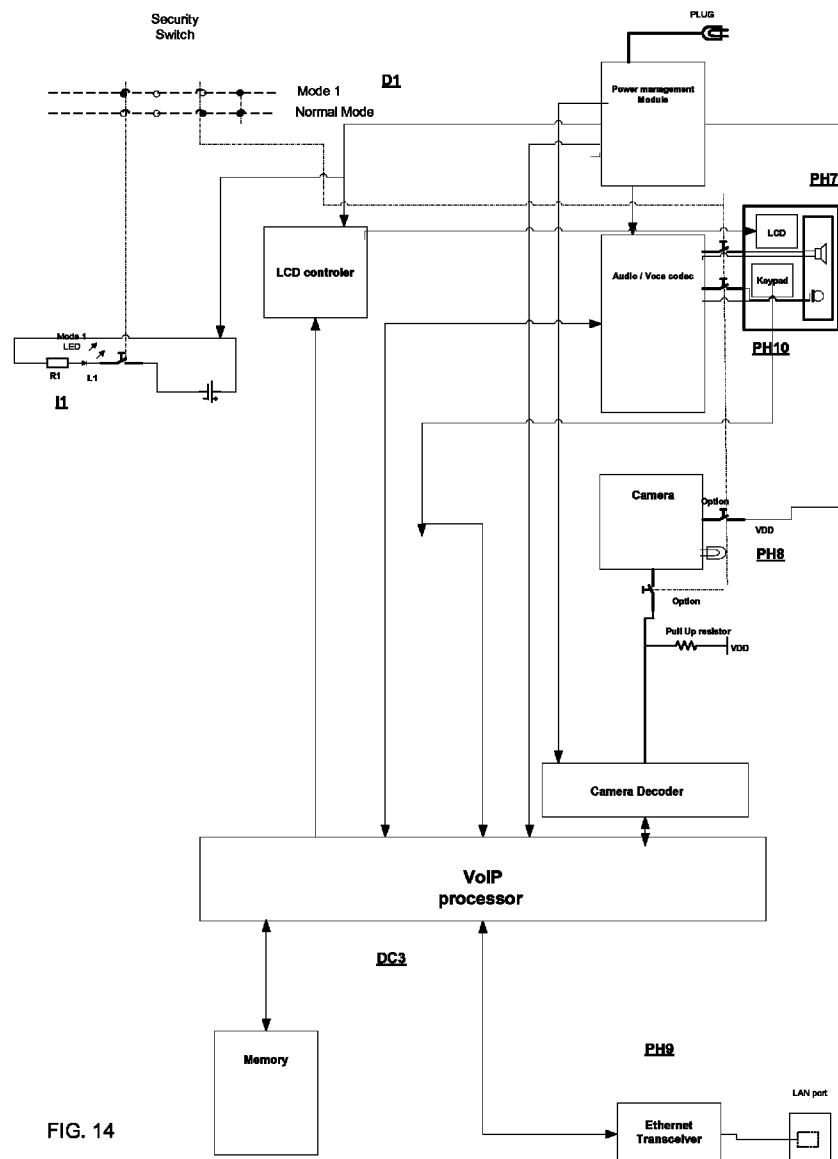 Security
Switch
PLUG
D1
Mode 1
Normal Mode
Power management
Module
PH7
LCD
LCD controler
Audio / Voce codec
Keypad
Mode 1
LED
R1
L1
I1
PH10
Camera
Option
VDD
PH8
Option
Pull Up resistor
VDD
Camera Decoder
VoIP
processor
DC3
Memory
PH9
LAN port
Ethernet
Transceiver
FIG. 14